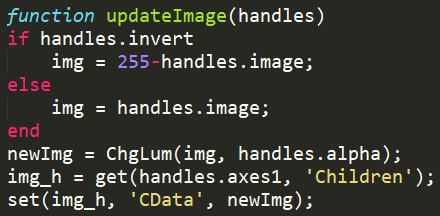 function updateImage(handles)
if handles.invert
    img = 255-handles.image;
else
    img = handles.image;
end
newImg = ChgLum(img, handles.alpha);
img_h = get(handles.axes1, 'Children');
set(img_h, 'CData', newImg);